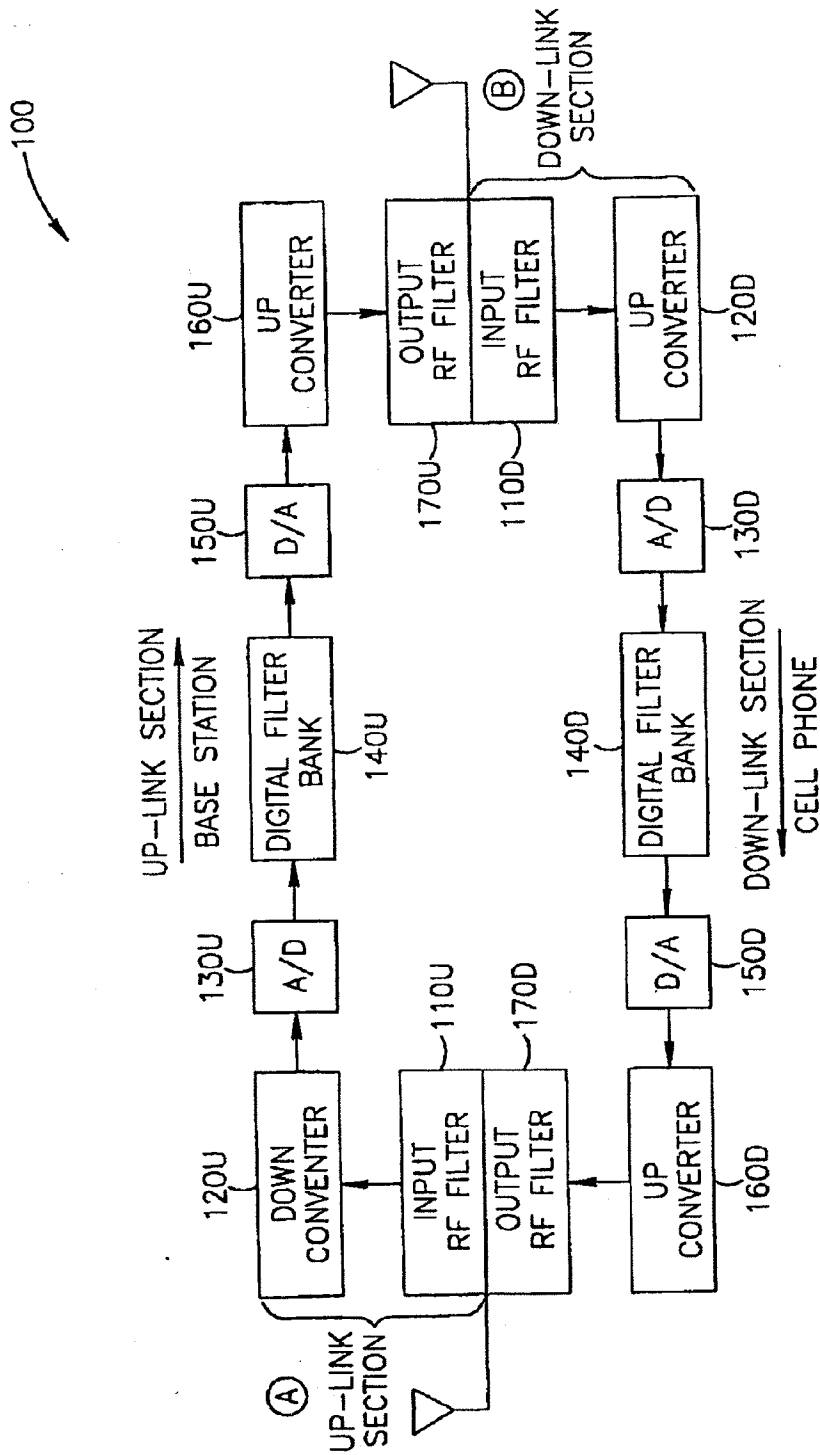 100
UP-LINK SECTION
BASE STATION
120U
DOWN
CONVENTER
130U
A/D
140U
DIGITAL FILTER
BANK
150U
D/A
160U
UP
CONVERTER
A
UP-LINK
SECTION
INPUT
RF FILTER
110U
OUTPUT
RF FILTER
170D
170U
OUTPUT
RF FILTER
110D
INPUT
RF FILTER
B
DOWN-LINK
SECTION
UP
CONVERTER
160D
D/A
150D
140D
DIGITAL FILTER
BANK
A/D
130D
UP
CONVERTER
120D
DOWN-LINK SECTION
CELL PHONE